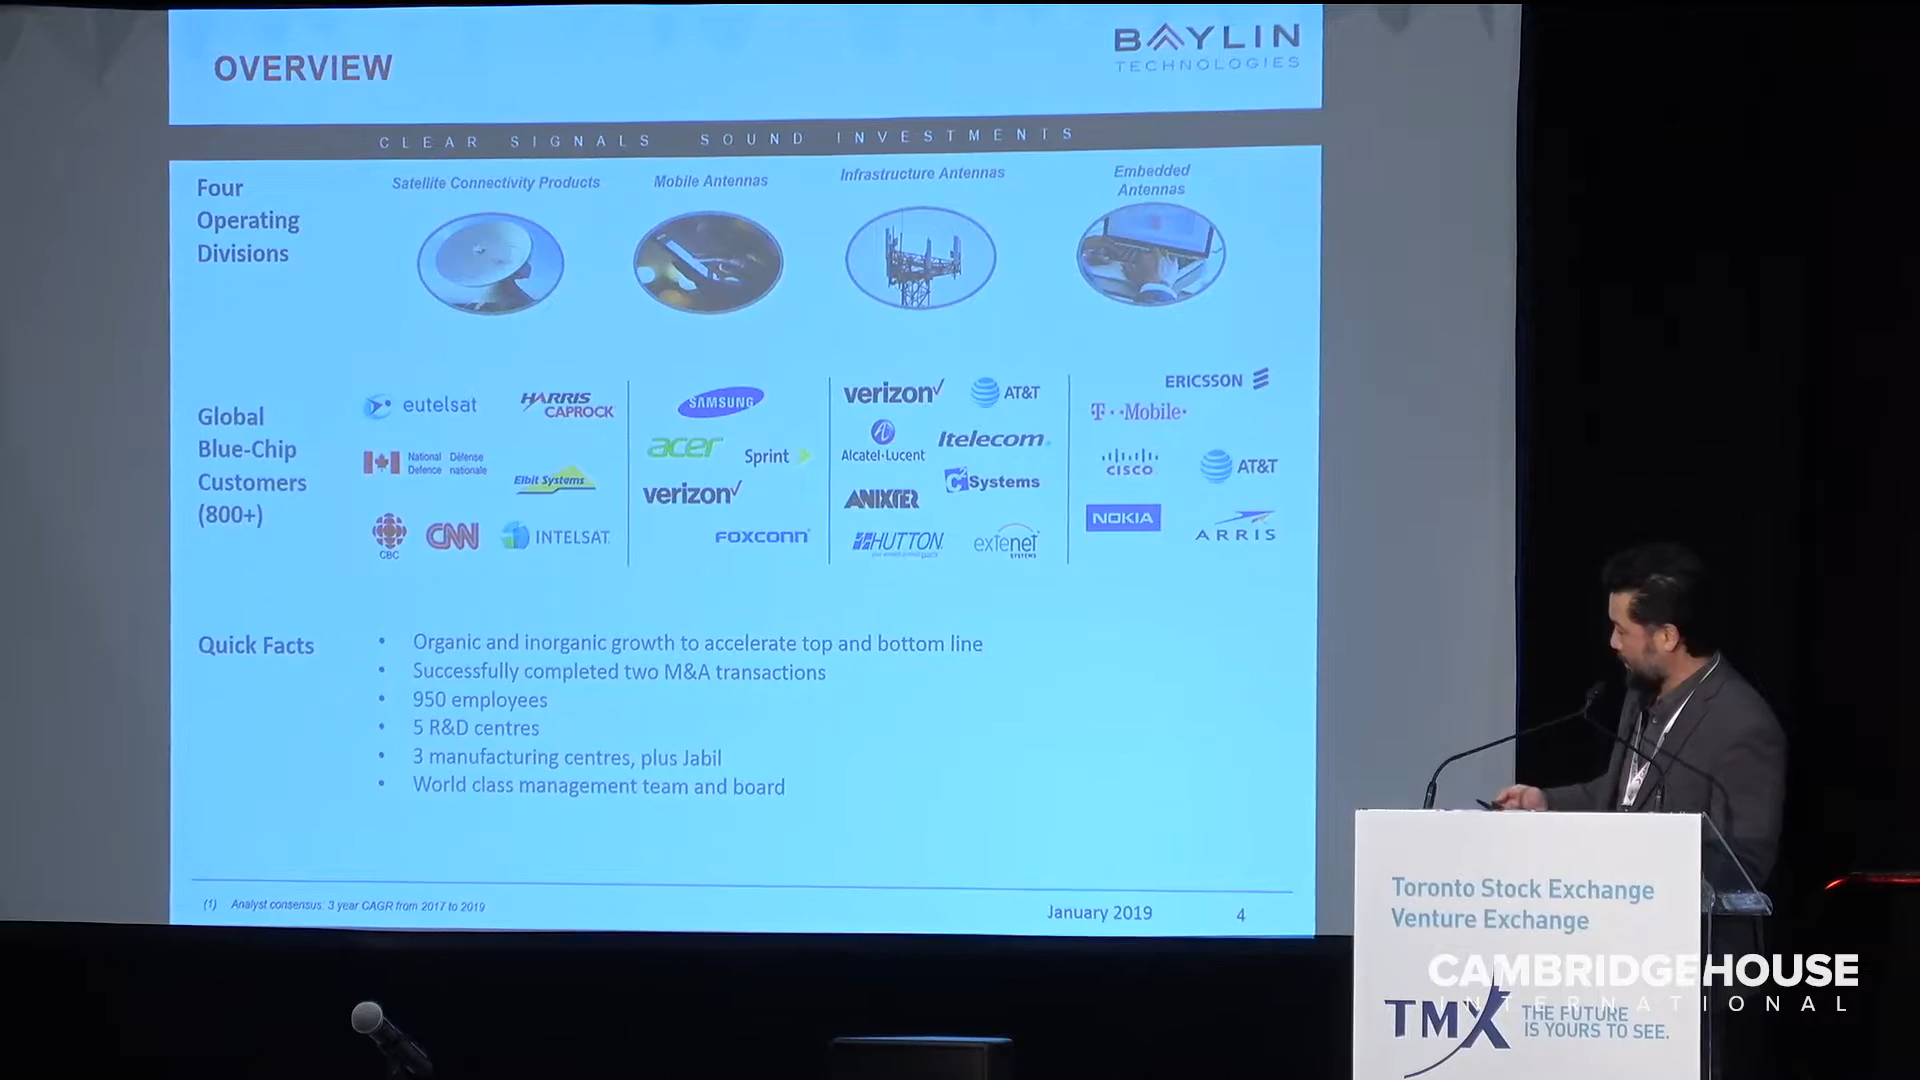 OVERVIEW
BAYLIN
TECHNOLOGIES
CLEAR SIGNALS SOUND INVESTMENTS
Four
Operating
Divisions
Satellite Connectivity Products
Mobile Antennas
Infrastructure Antennas
Embedded
Antennas
Global
Blue-Chip
Customers
(800+)
eutelsat
HARRIS
CAPROCK
National Défense
Defence nationale
Elbit Systems
CBC
CNN
INTELSAT
SAMSUNG
acer
Sprint
verizon
FOXCONN
verizon
AT&T
Alcatel·Lucent
Itelecom
ANIXTER
C2 Systems
HUTTON
extenet
SYSTEMS
ERICSSON
T··Mobile·
CISCO
AT&T
NOKIA
ARRIS
Quick Facts
• Organic and inorganic growth to accelerate top and bottom line
• Successfully completed two M&A transactions
• 950 employees
• 5 R&D centres
• 3 manufacturing centres, plus Jabil
• World class management team and board
(1) Analyst consensus: 3 year CAGR from 2017 to 2019
January 2019
4
Toronto Stock Exchange
Venture Exchange
CAMBRIDGEHOUSE
INTERNATIONAL
TMX
THE FUTURE
IS YOURS TO SEE.